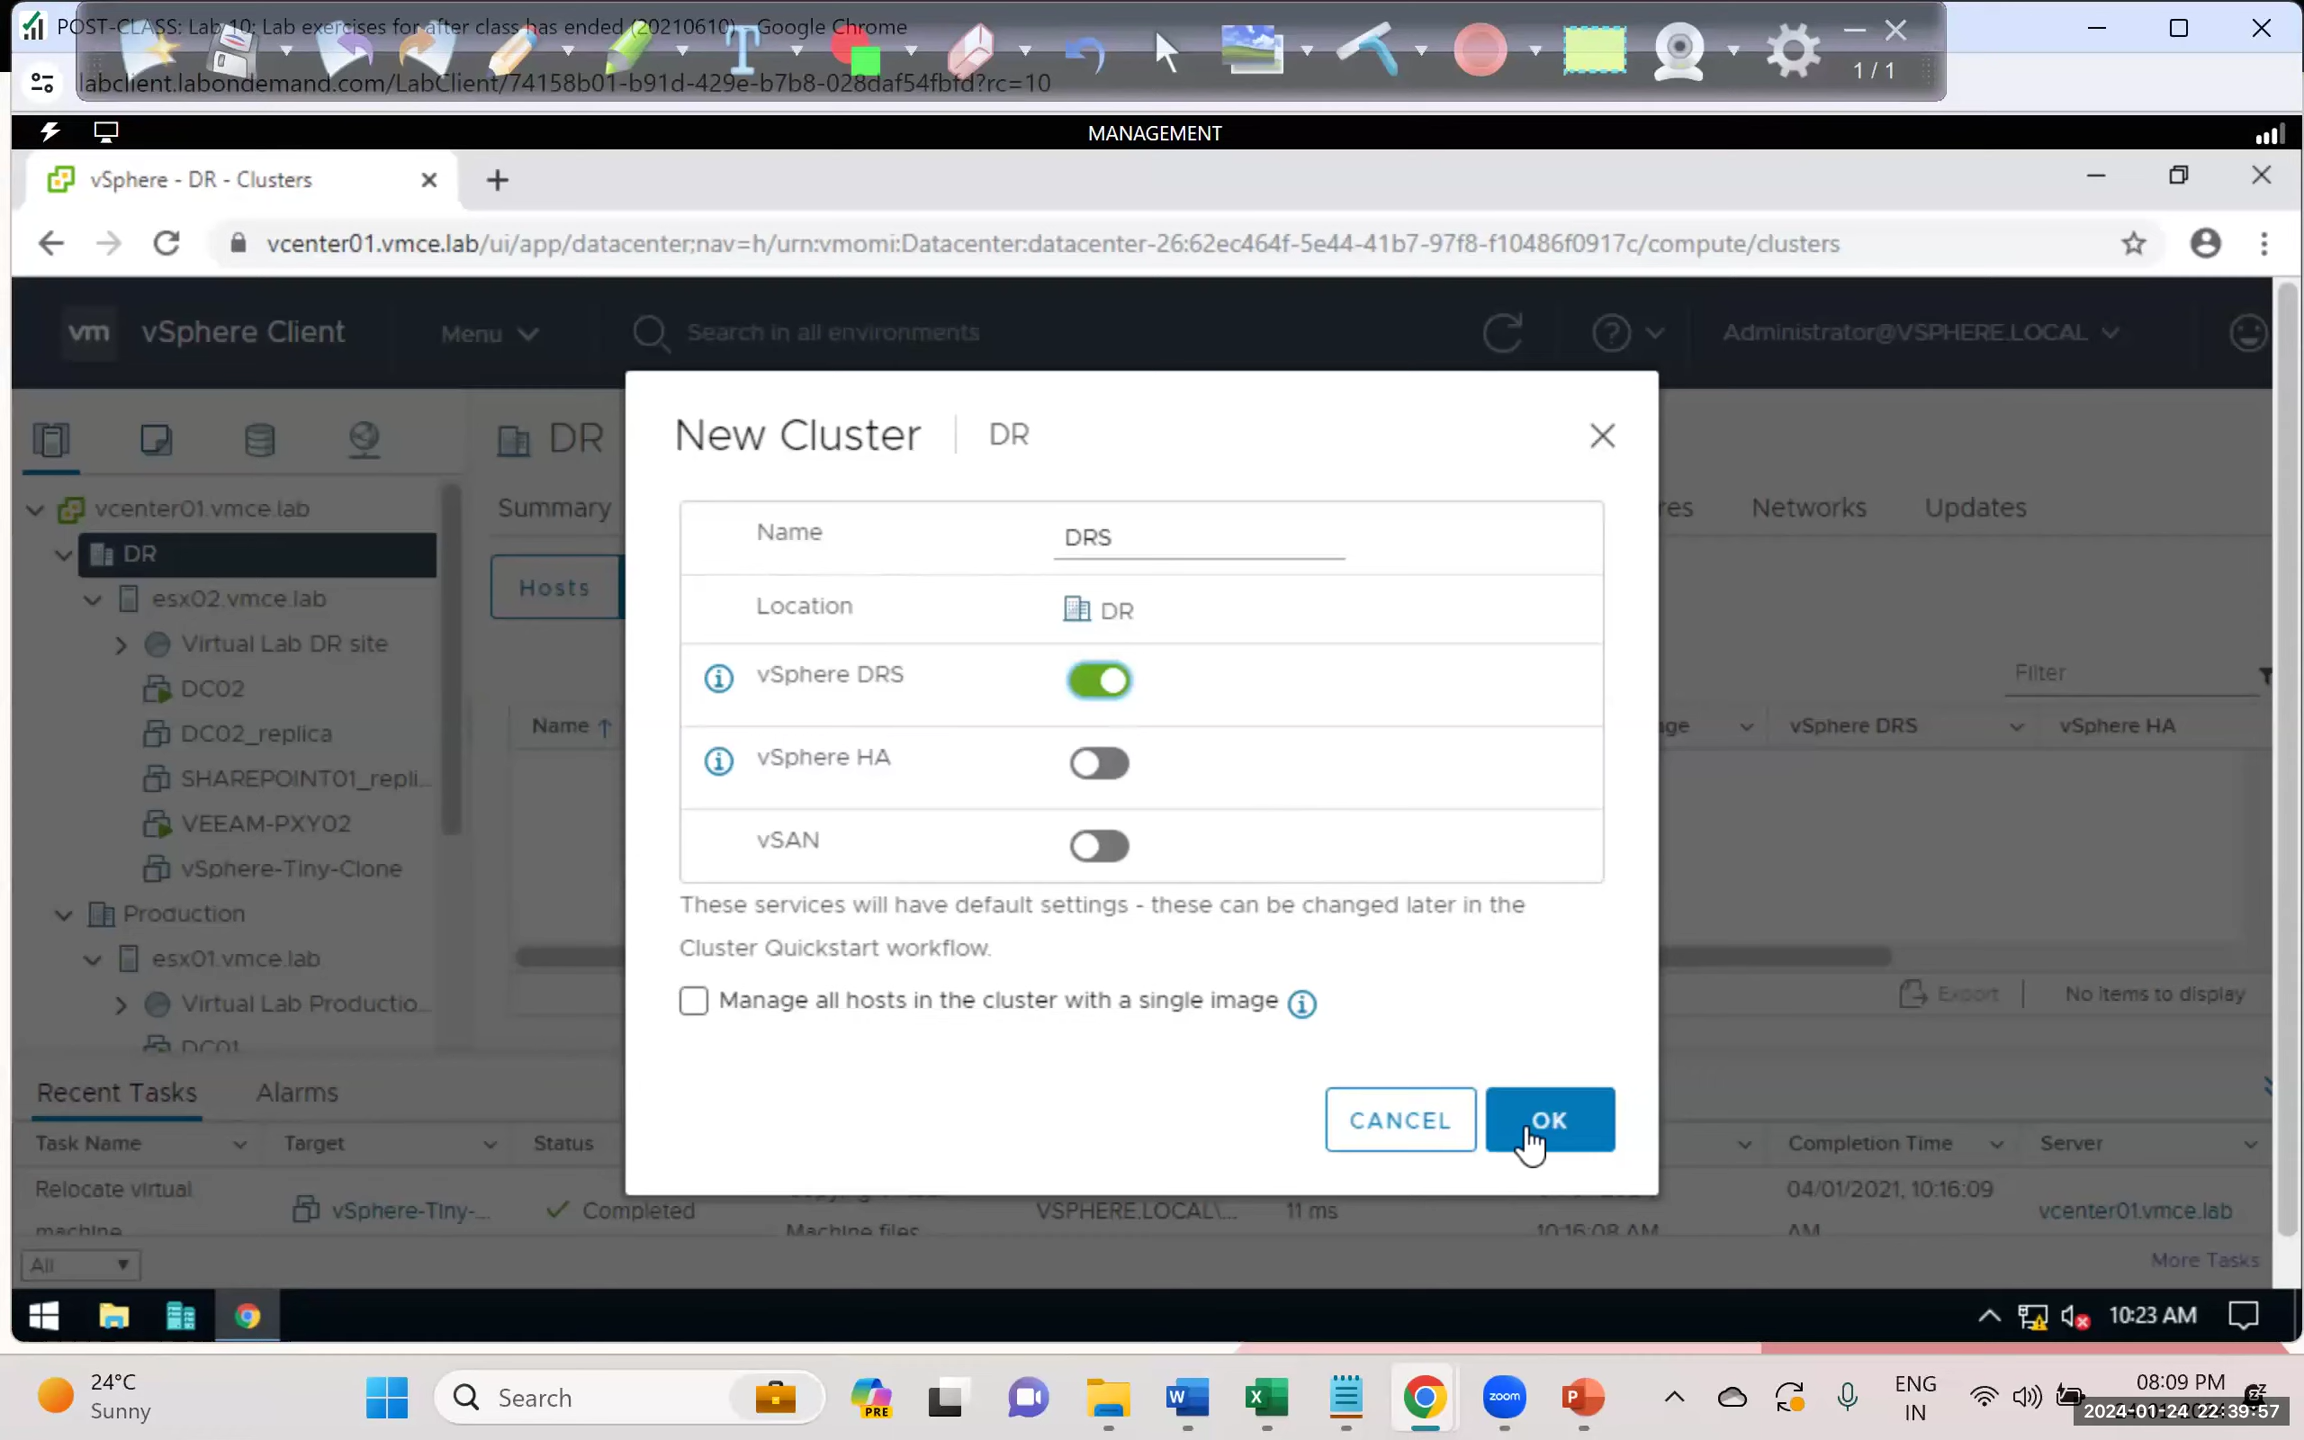 POST-CLASS: Lab 10: Lab exercises for after class has ended (20210610) - Google Chrome
labclient.labondemand.com/LabClient/74158b01-b91d-429e-b7b8-028daf54fbfd?rc=10
1 / 1
MANAGEMENT
vSphere - DR - Clusters
vcenter01.vmce.lab/ui/app/datacenter;nav=h/urn:vmomi:Datacenter:datacenter-26:62ec464f-5e44-41b7-97f8-f10486f0917c/compute/clusters
vm vSphere Client Menu Search in all environments Administrator@VSPHERE.LOCAL
vcenter01.vmce.lab
DR
esx02.vmce.lab
Virtual Lab DR site
DC02
DC02_replica
SHAREPOINT01_repli...
VEEAM-PXY02
vSphere-Tiny-Clone
Production
esx01.vmce.lab
Virtual Lab Productio...
DC01
DR
Summary
Networks Updates
Hosts
Filter
Name
vSphere DRS vSphere HA
Export No items to display
New Cluster DR
Name DRS
Location DR
vSphere DRS
vSphere HA
vSAN
These services will have default settings - these can be changed later in the
Cluster Quickstart workflow.
Manage all hosts in the cluster with a single image
CANCEL OK
Recent Tasks Alarms
Task Name Target Status Completion Time Server
Relocate virtual
machine
vSphere-Tiny-... Completed
Machine files
VSPHERE.LOCAL\... 11 ms
10:16:08 AM
04/01/2021, 10:16:09
AM
vcenter01.vmce.lab
All
More Tasks
10:23 AM
24°C
Sunny
Search
PRE
zoom
ENG
IN
08:09 PM
2024-01-24 22:39:57